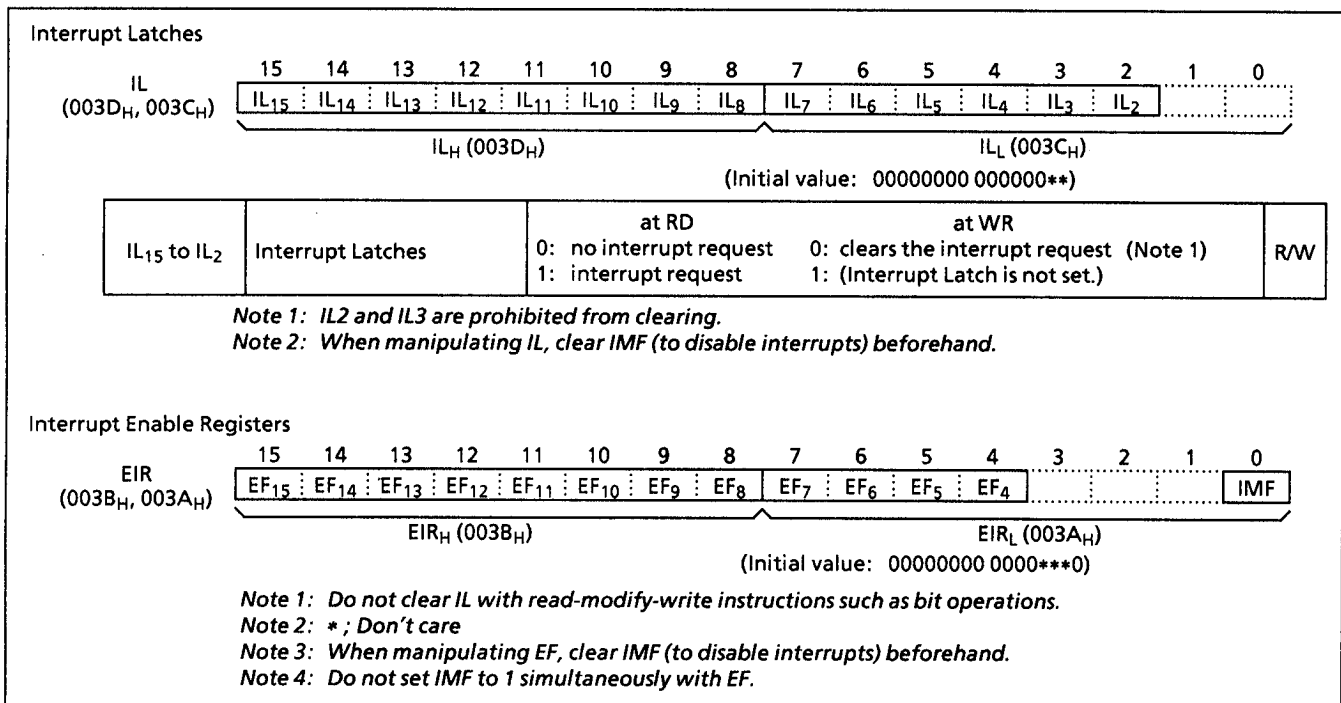 Interrupt Latches
15 14 13 12 11 10 9 8 7 6 5 4 3 2 1 0
IL
(003DH, 003CH)
IL15 IL14 IL13 IL12 IL11 IL10 IL9 IL8 IL7 IL6 IL5 IL4 IL3 IL2
ILH (003DH) ILL (003CH)
(Initial value: 00000000 000000**)
at RD at WR
IL15 to IL2 Interrupt Latches 0: no interrupt request 0: clears the interrupt request (Note 1) R/W
1: interrupt request 1: (Interrupt Latch is not set.)
Note 1: IL2 and IL3 are prohibited from clearing.
Note 2: When manipulating IL, clear IMF (to disable interrupts) beforehand.
Interrupt Enable Registers
15 14 13 12 11 10 9 8 7 6 5 4 3 2 1 0
EIR
(003BH, 003AH)
EF15 EF14 EF13 EF12 EF11 EF10 EF9 EF8 EF7 EF6 EF5 EF4 IMF
EIRH (003BH) EIRL (003AH)
(Initial value: 00000000 0000***0)
Note 1: Do not clear IL with read-modify-write instructions such as bit operations.
Note 2: * ; Don't care
Note 3: When manipulating EF, clear IMF (to disable interrupts) beforehand.
Note 4: Do not set IMF to 1 simultaneously with EF.